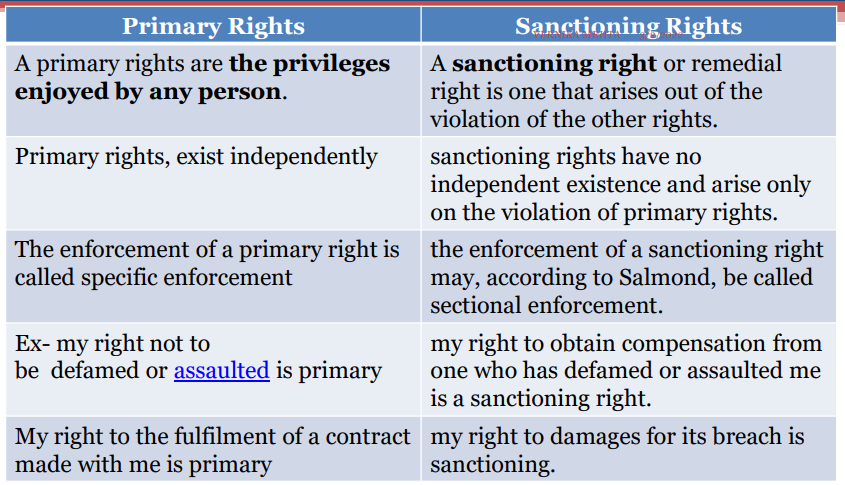 Primary Rights
Sanctioning Rights
A primary rights are the privileges
enjoyed by any person.
A sanctioning right or remedial
right is one that arises out of the
violation of the other rights.
Primary rights, exist independently
sanctioning rights have no
independent existence and arise only
on the violation of primary rights.
The enforcement of a primary right is
called specific enforcement
the enforcement of a sanctioning right
may, according to Salmond, be called
sectional enforcement.
Ex- my right not to
be defamed or assaulted is primary
my right to obtain compensation from
one who has defamed or assaulted me
is a sanctioning right.
My right to the fulfilment of a contract
made with me is primary
my right to damages for its breach is
sanctioning.